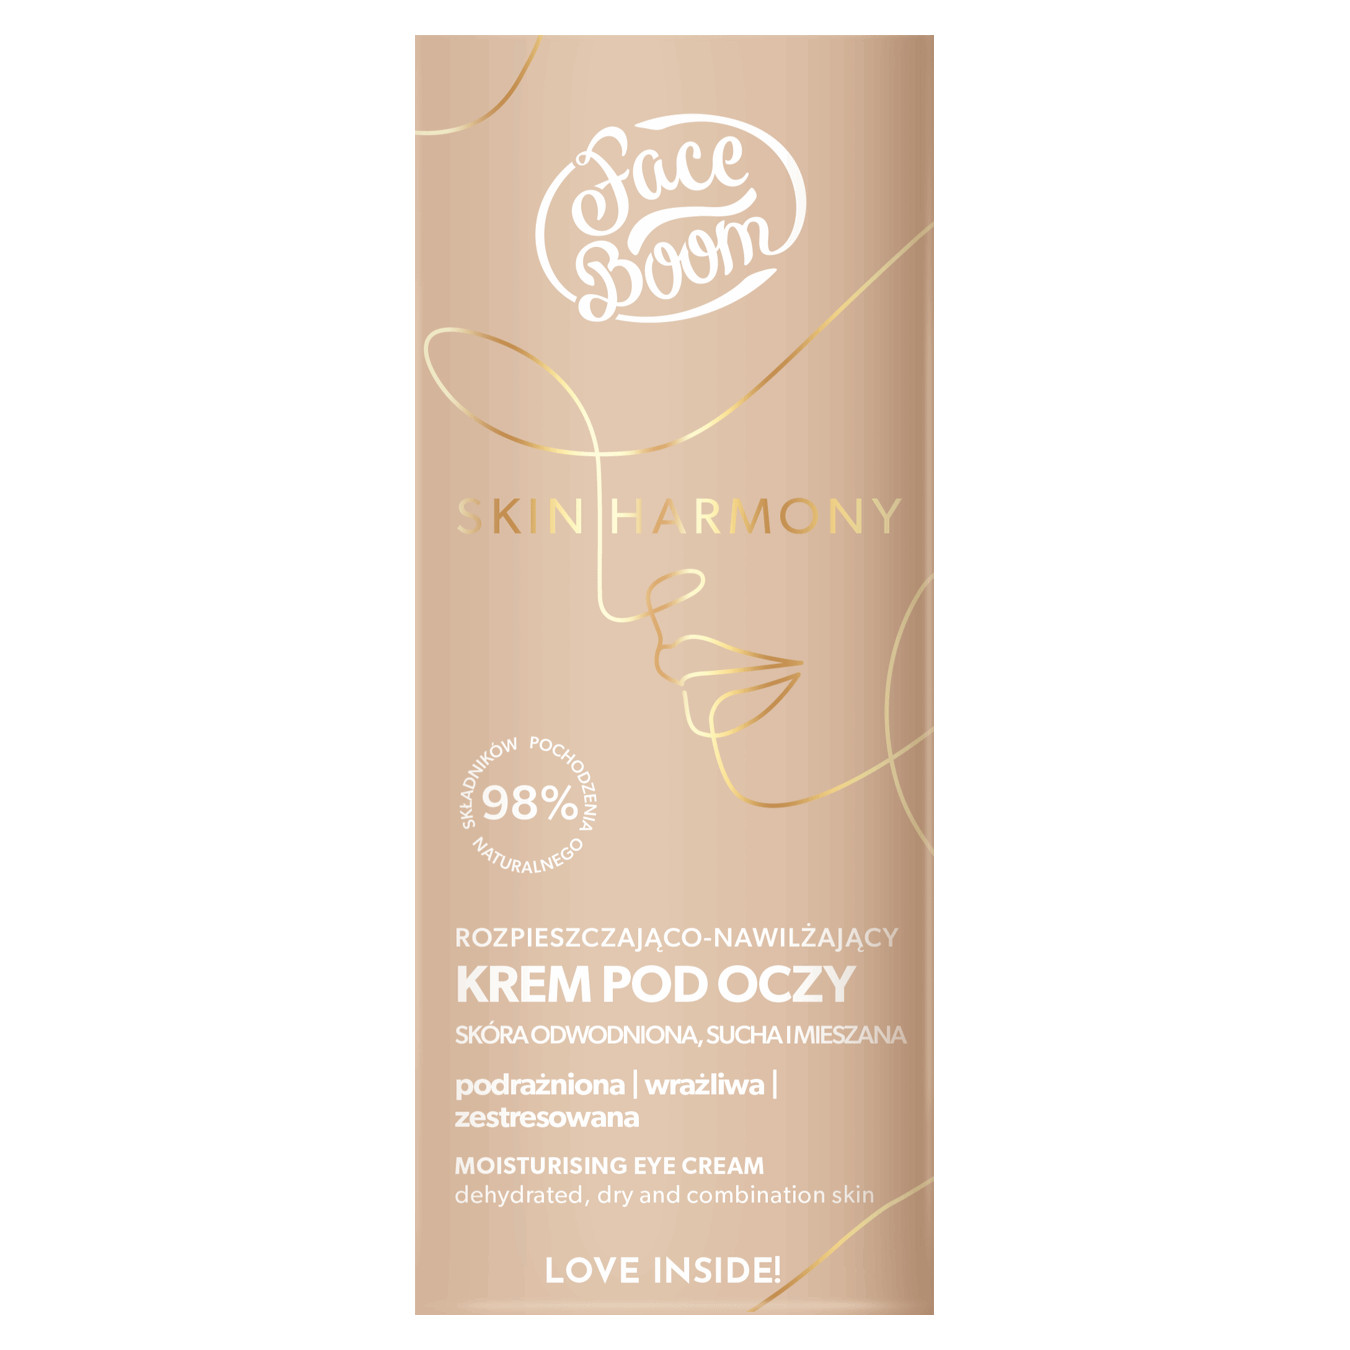 Face
Boom
SKIN HARMONY
SKŁADNIKÓW POCHODZENIA
NATURALNEGO
98%
ROZPIESZCZAJĄCO-NAWILŻAJĄCY
KREM POD OCZY
SKÓRA ODWODNIONA, SUCHA I MIESZANA
podrażniona | wrażliwa |
zestresowana
MOISTURISING EYE CREAM
dehydrated, dry and combination skin
LOVE INSIDE!